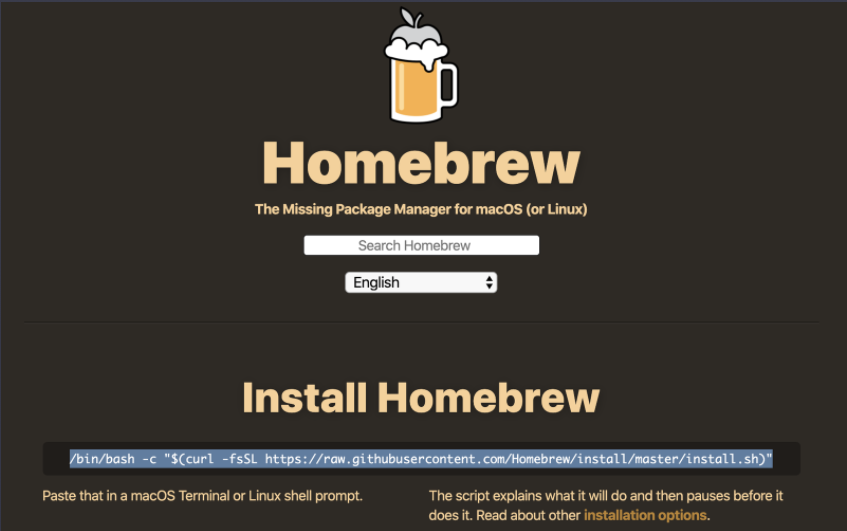 Homebrew
The Missing Package Manager for macOS (or Linux)
Search Homebrew
English
Install Homebrew
/bin/bash -c "$(curl -fsSL https://raw.githubusercontent.com/Homebrew/install/master/install.sh)"
Paste that in a macOS Terminal or Linux shell prompt.
The script explains what it will do and then pauses before it
does it. Read about other installation options.